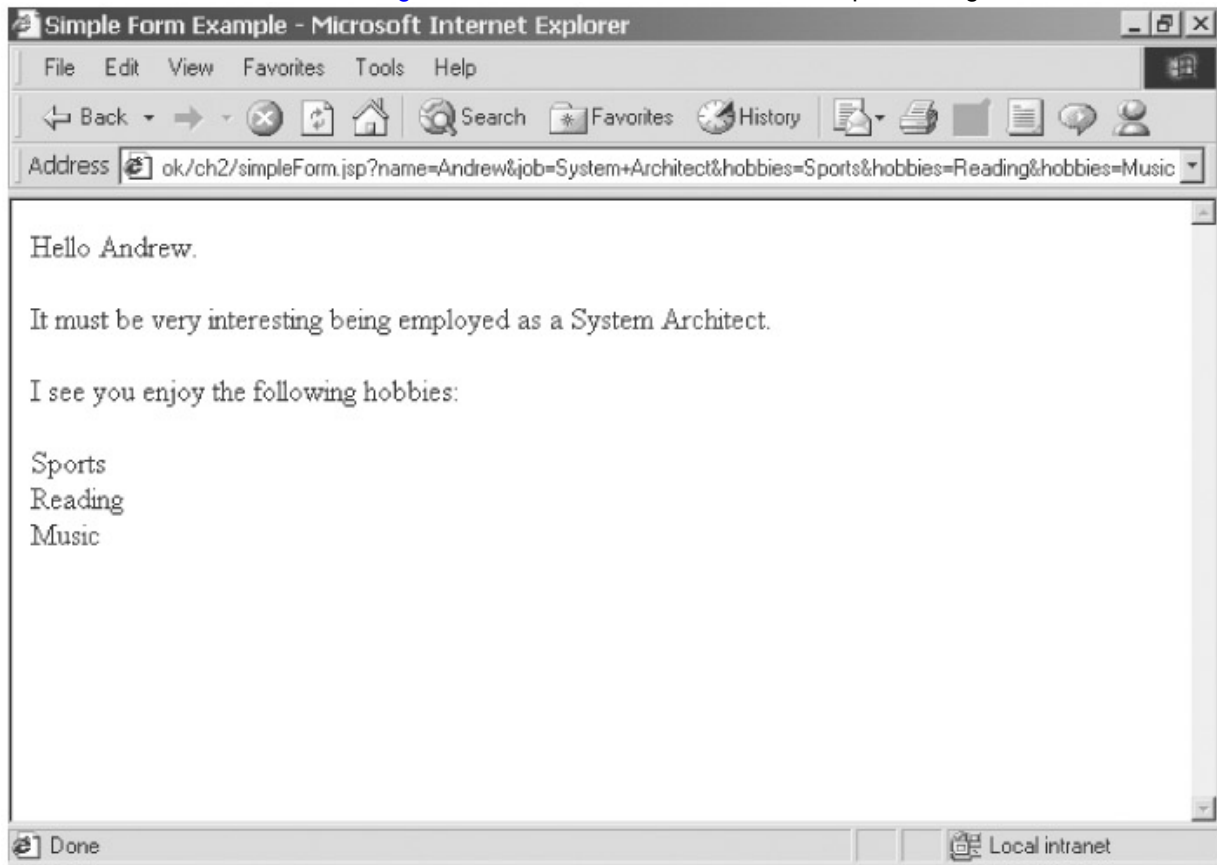 Simple Form Example - Microsoft Internet Explorer
File Edit View Favorites Tools Help
Back Search Favorites History
Address ok/ch2/simpleForm.jsp?name=Andrew&job=System+Architect&hobbies=Sports&hobbies=Reading&hobbies=Music
Hello Andrew.
It must be very interesting being employed as a System Architect.
I see you enjoy the following hobbies:
Sports
Reading
Music
Done Local intranet